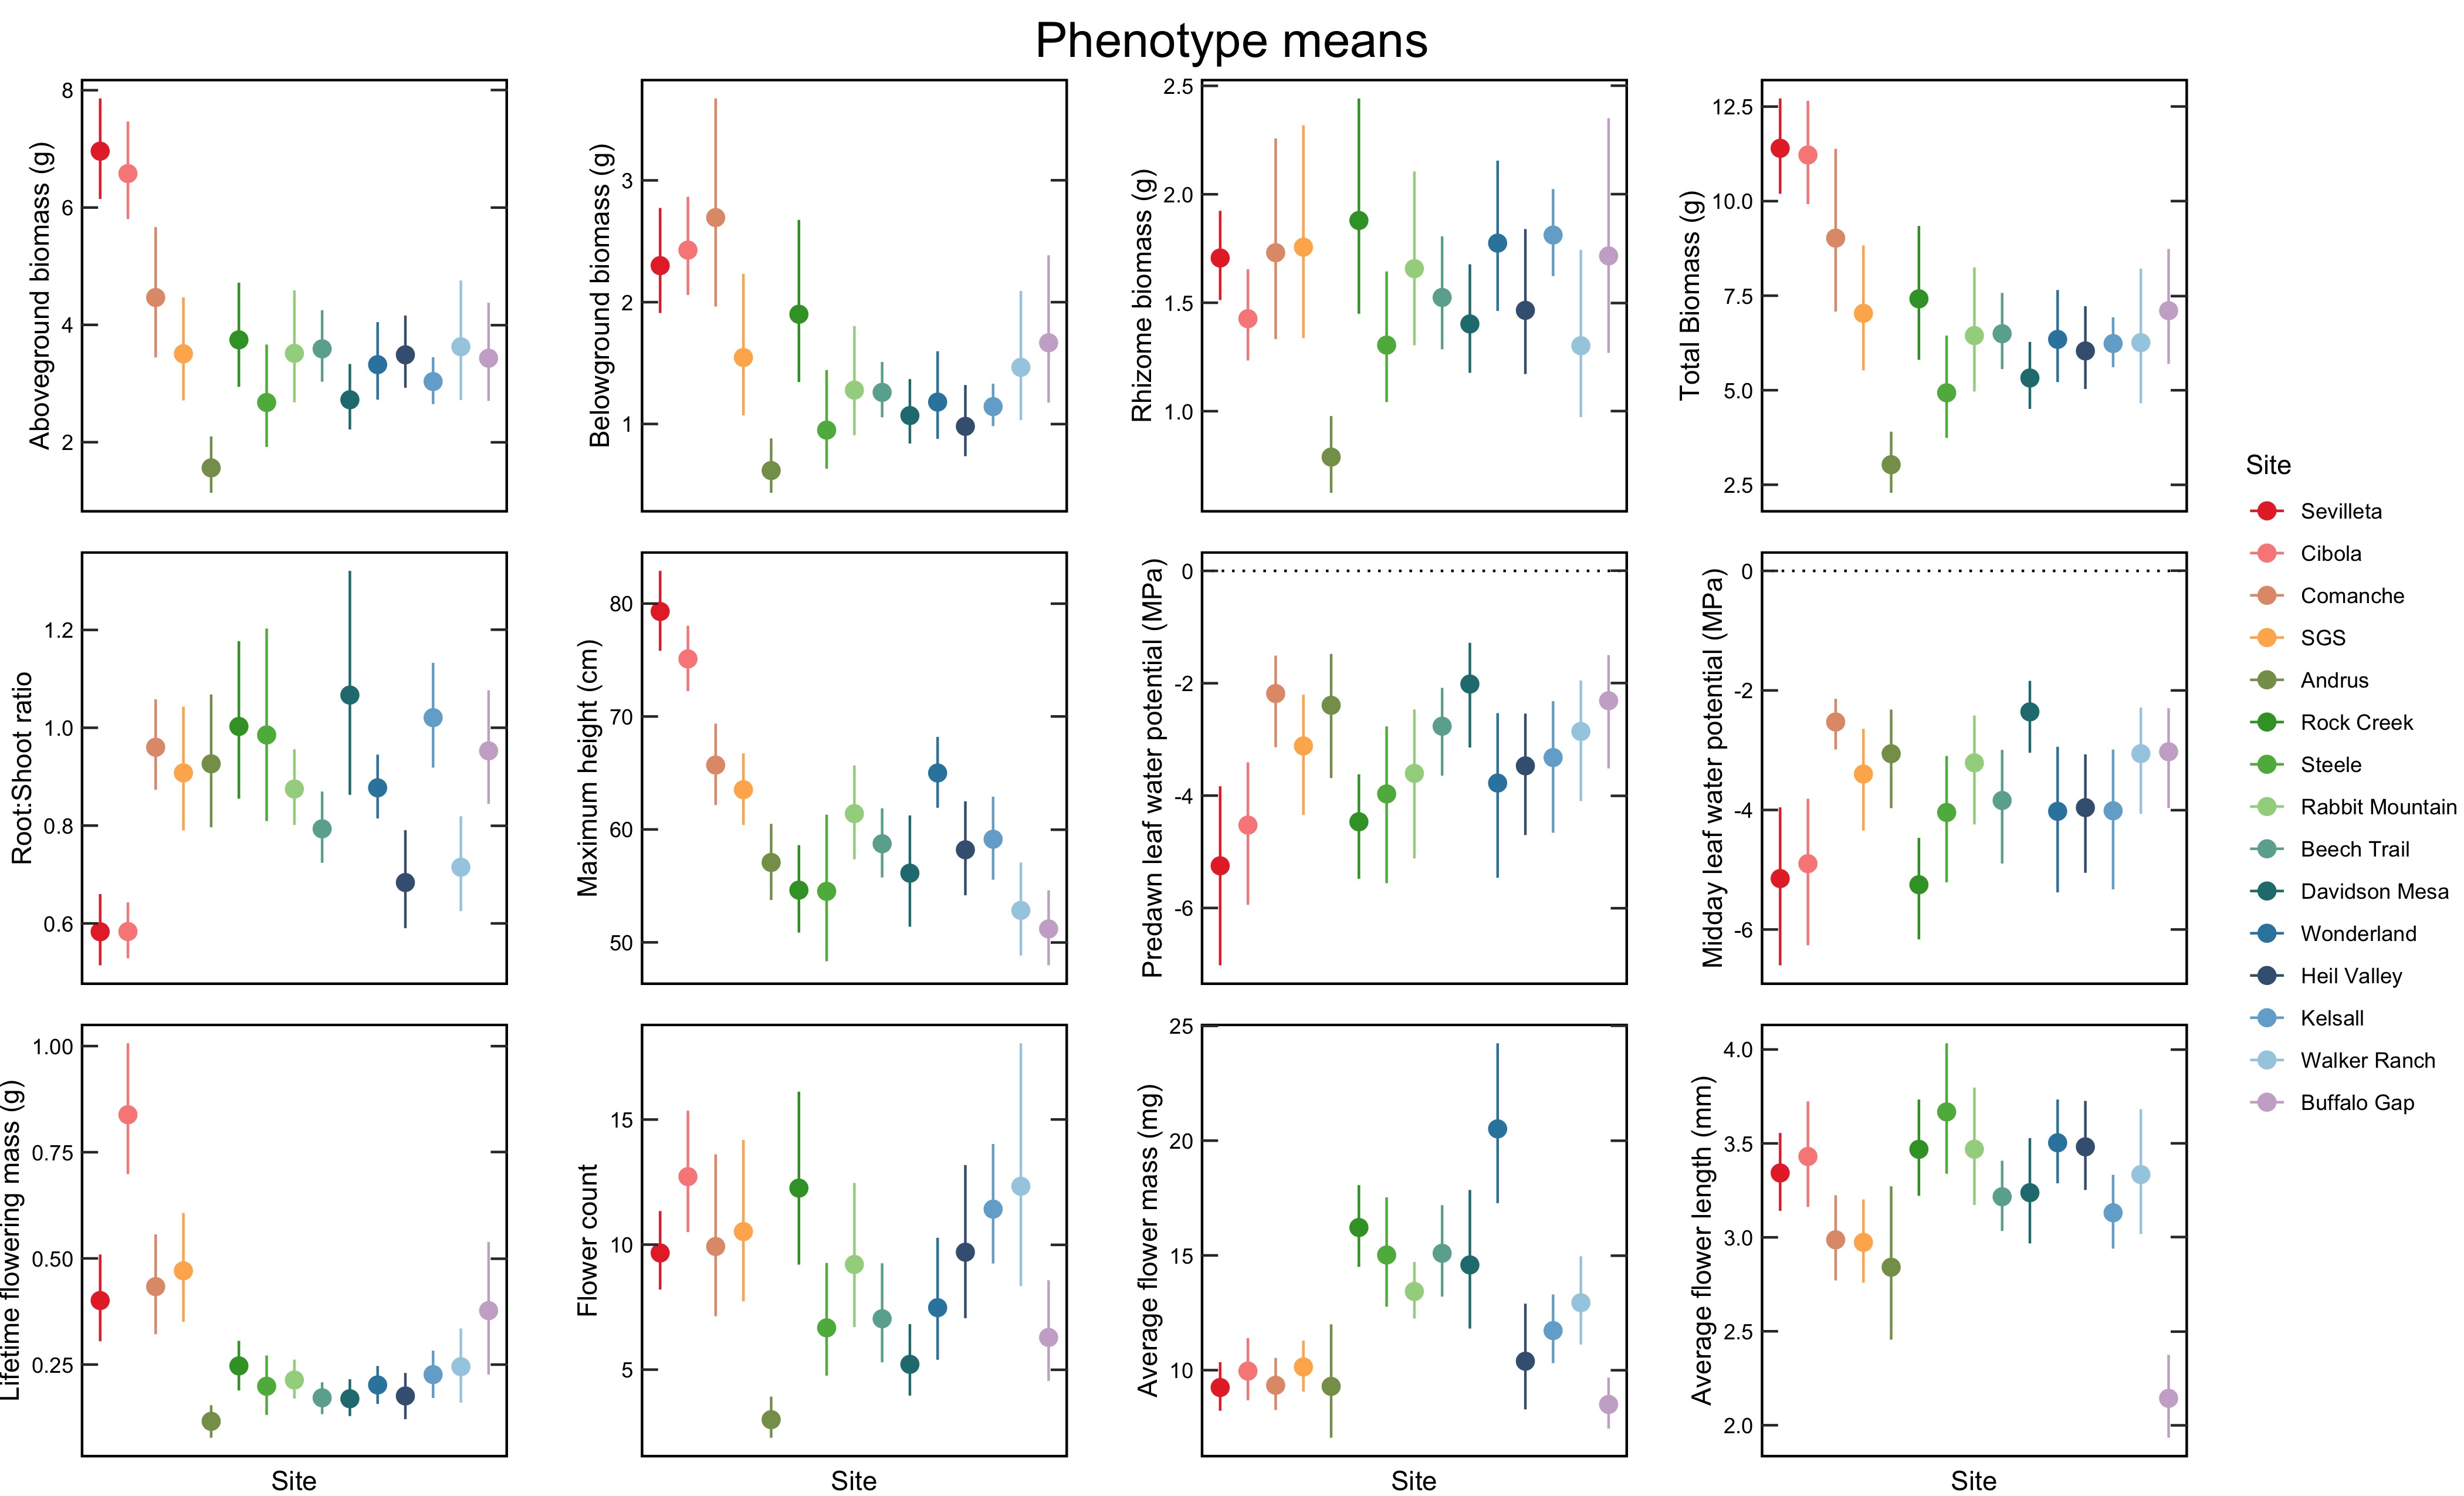 Phenotype means
Aboveground biomass (g)
8
6
4
2
Belowground biomass (g)
3
2
1
Rhizome biomass (g)
2.5
2.0
1.5
1.0
Total Biomass (g)
12.5
10.0
7.5
5.0
2.5
Root:Shoot ratio
1.2
1.0
0.8
0.6
Maximum height (cm)
80
70
60
50
Predawn leaf water potential (MPa)
0
-2
-4
-6
Midday leaf water potential (MPa)
0
-2
-4
-6
Lifetime flowering mass (g)
1.00
0.75
0.50
0.25
Site
Flower count
15
10
5
Site
Average flower mass (mg)
25
20
15
10
Site
Average flower length (mm)
4.0
3.5
3.0
2.5
2.0
Site
Site
Sevilleta
Cibola
Comanche
SGS
Andrus
Rock Creek
Steele
Rabbit Mountain
Beech Trail
Davidson Mesa
Wonderland
Heil Valley
Kelsall
Walker Ranch
Buffalo Gap